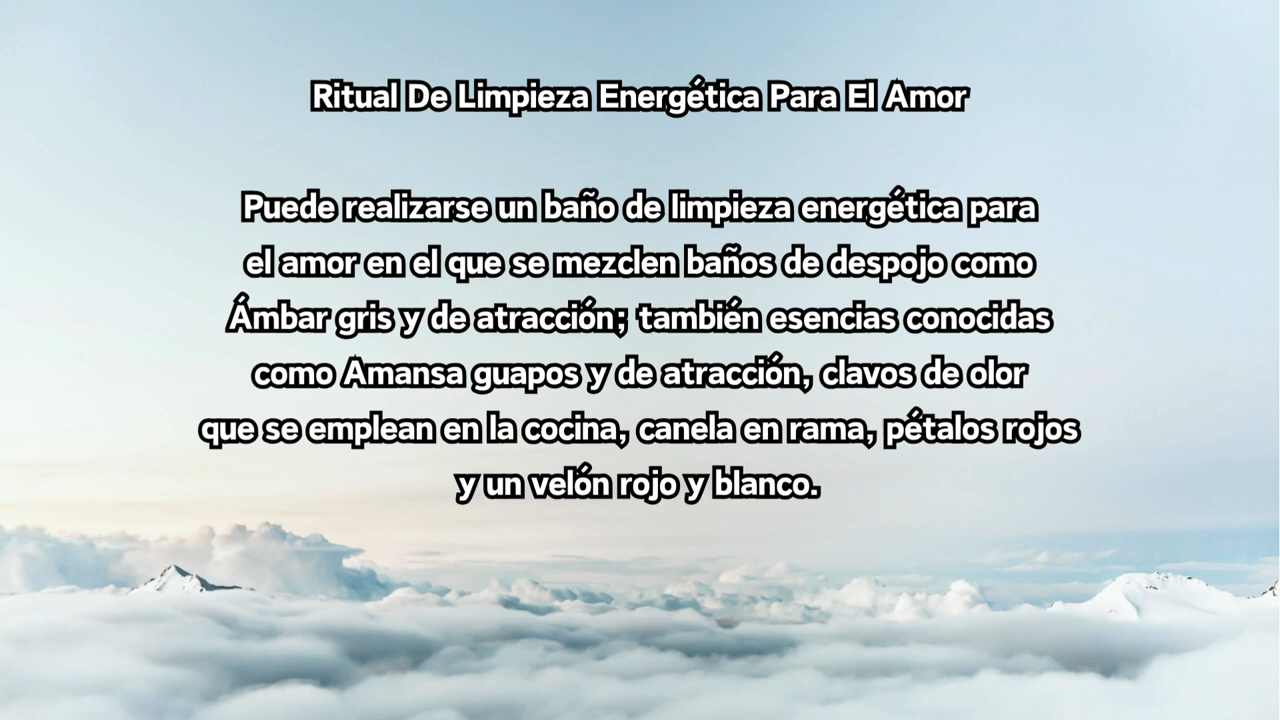 Ritual De Limpieza Energética Para El Amor
Puede realizarse un baño de limpieza energética para
el amor en el que se mezclen baños de despojo como
Ámbar gris y de atracción; también esencias conocidas
como Amansa guapos y de atracción, clavos de olor
que se emplean en la cocina, canela en rama, pétalos rojos
y un velón rojo y blanco.